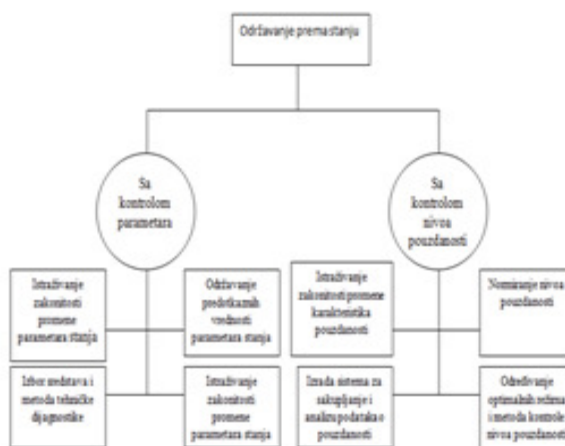 Održavanje prema stanju
Sa
kontrolom
parametara
Sa
kontrolom
nivoa
pouzdanosti
Istraživanje
zakonitosti
promene
parametara stanja
Održavanje
predotkaznih
vrednosti
parametara stanja
Istraživanje
zakonitosti promene
karakteristika
pouzdanosti
Normiranje nivoa
pouzdanosti
Izbor sredstava i
metoda tehničke
dijagnostike
Istraživanje
zakonitosti
promene
parametara stanja
Izrada sistema za
sakupljanje i
analizu podataka o
pouzdanosti
Određivanje
optimalnih režima
i metoda kontrole
nivoa pouzdanosti